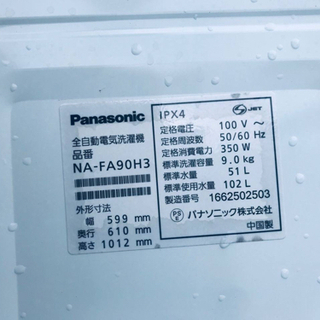 Panasonic
全自動電気洗濯機
品番
NA-FA90H3
外形寸法
幅 599 mm
奥行 610 mm
高さ 1012 mm
IPX4
JET
定格電圧 100 V~
定格周波数 50/60 Hz
定格消費電力 350 W
標準洗濯容量 9.0 kg
標準水量 51 L
標準使用水量 102 L
製造番号 1662502503
PSE パナソニック株式会社
中国製